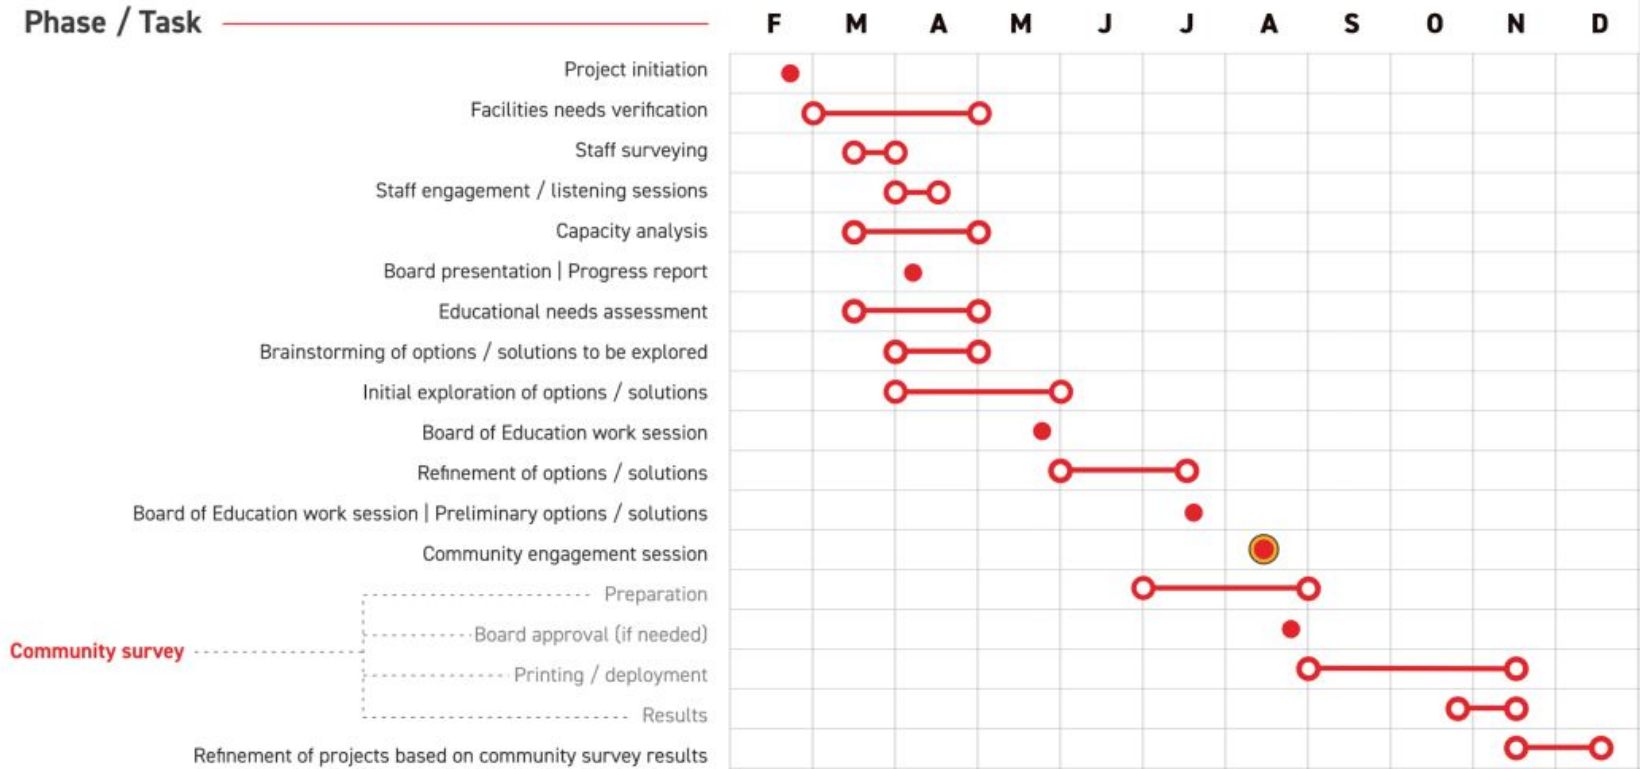 Phase / Task F M A M J J A S O N D
Project initiation
Facilities needs verification
Staff surveying
Staff engagement / listening sessions
Capacity analysis
Board presentation | Progress report
Educational needs assessment
Brainstorming of options / solutions to be explored
Initial exploration of options / solutions
Board of Education work session
Refinement of options / solutions
Board of Education work session | Preliminary options / solutions
Community engagement session
Preparation
Board approval (if needed)
Community survey
Printing / deployment
Results
Refinement of projects based on community survey results